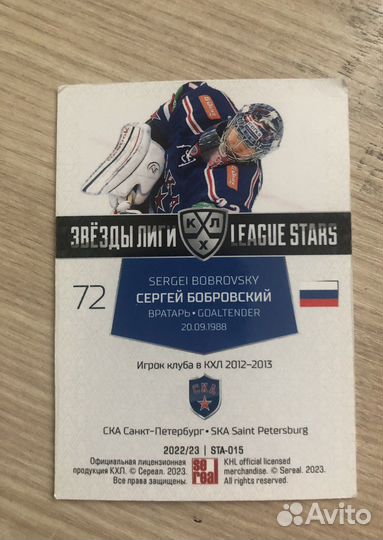 ЗВЁЗДЫ ЛИГИ КХЛ LEAGUE STARS
SERGEI BOBROVSKY
72 СЕРГЕЙ БОБРОВСКИЙ
ВРАТАРЬ • GOALTENDER
20.09.1988
Игрок клуба в КХЛ 2012–2013
СКА
СКА Санкт-Петербург • SKA Saint Petersburg
2022/23 | STA-015
Официальная лицензионная
продукция КХЛ. © Сереал. 2023.
Все права защищены.
se
real
KHL official licensed
merchandise. © Sereal. 2023.
All rights reserved.
Avito